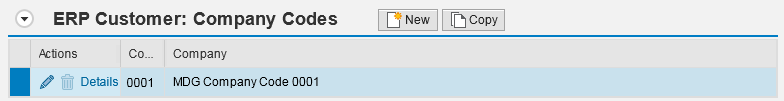 ERP Customer: Company Codes New Copy
Actions Co... Company
Details 0001 MDG Company Code 0001